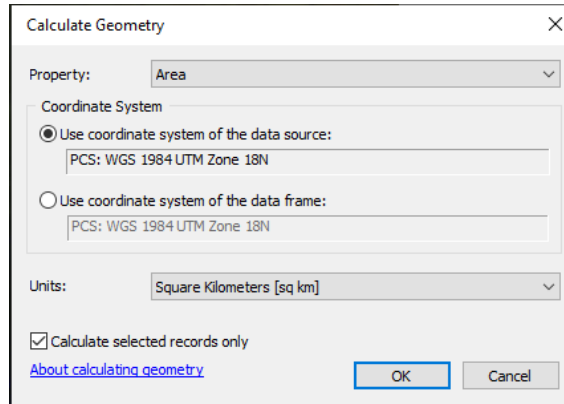 Calculate Geometry
Property: Area
Coordinate System
Use coordinate system of the data source:
PCS: WGS 1984 UTM Zone 18N
Use coordinate system of the data frame:
PCS: WGS 1984 UTM Zone 18N
Units: Square Kilometers [sq km]
Calculate selected records only
About calculating geometry OK Cancel